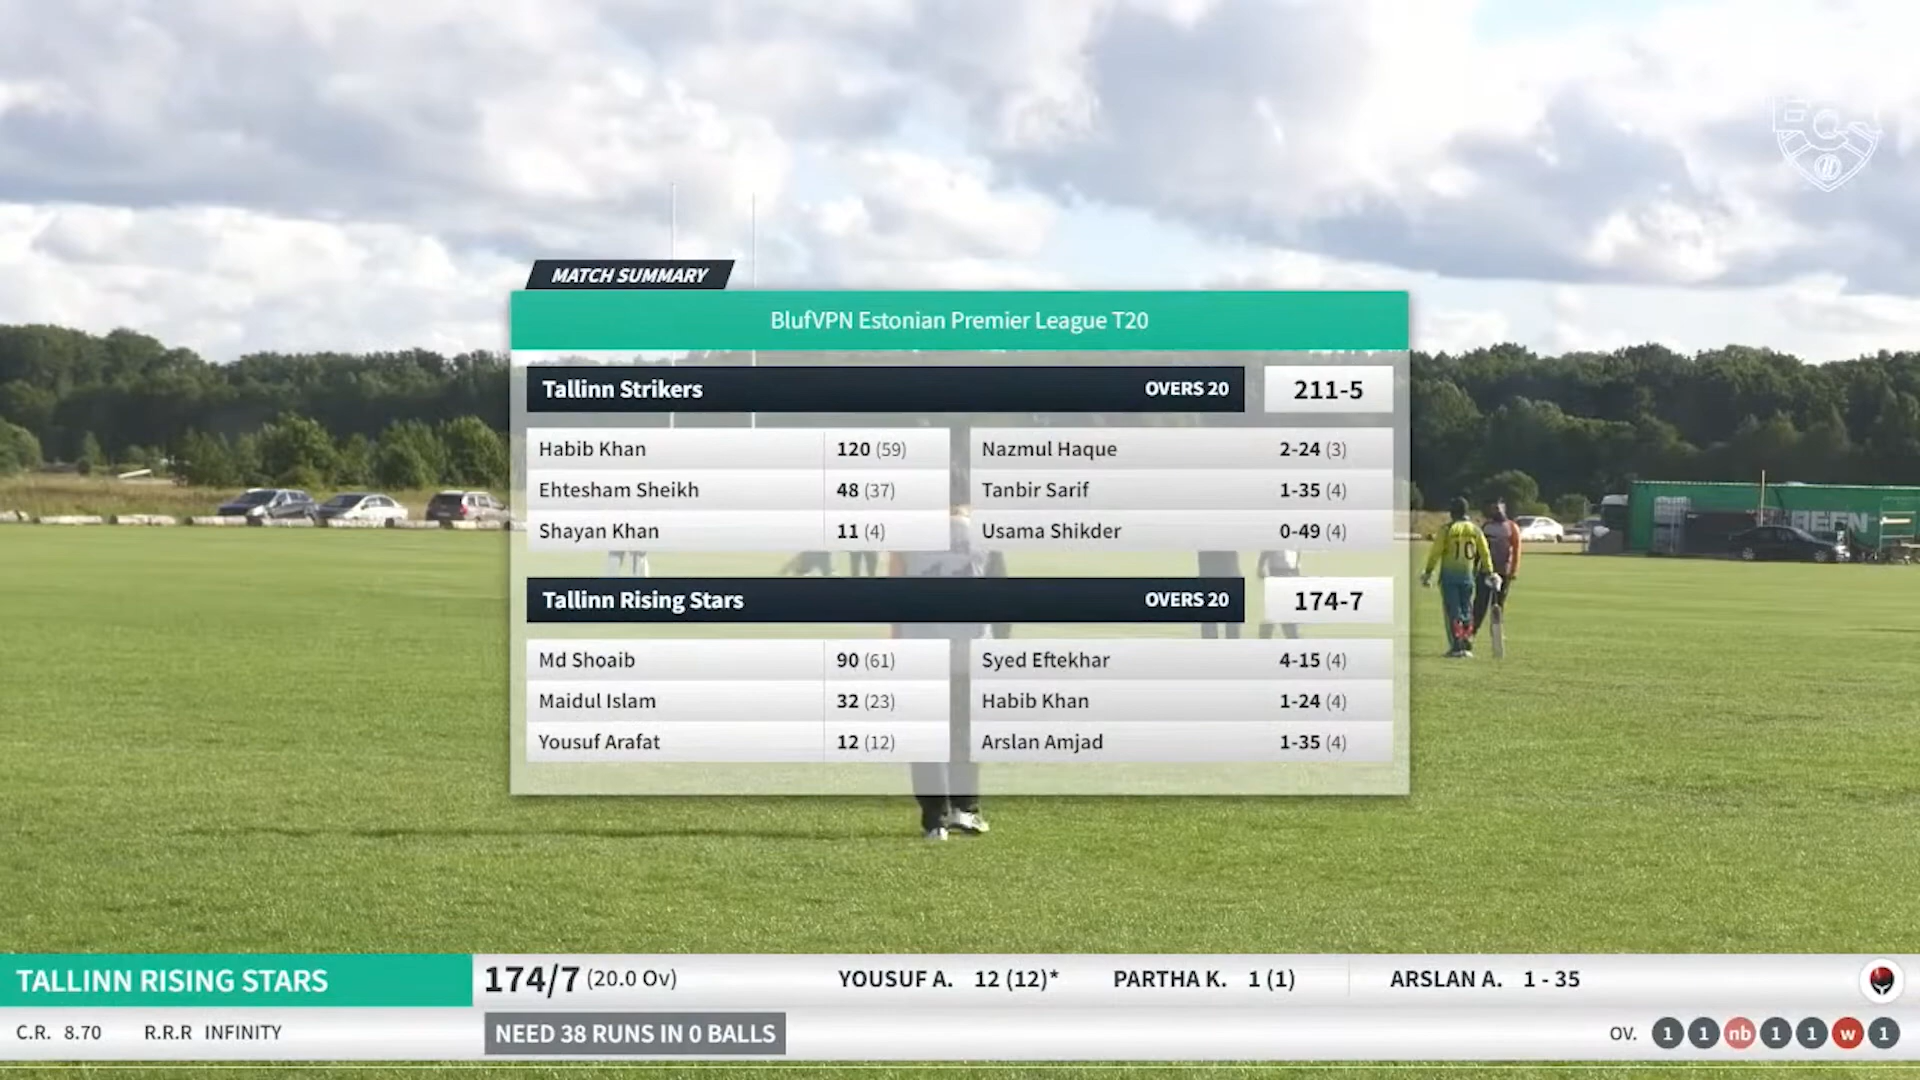 MATCH SUMMARY
BlufVPN Estonian Premier League T20
Tallinn Strikers OVERS 20 211-5
Habib Khan 120 (59) Nazmul Haque 2-24 (3)
Ehtesham Sheikh 48 (37) Tanbir Sarif 1-35 (4)
Shayan Khan 11 (4) Usama Shikder 0-49 (4)
Tallinn Rising Stars OVERS 20 174-7
Md Shoaib 90 (61) Syed Eftekhar 4-15 (4)
Maidul Islam 32 (23) Habib Khan 1-24 (4)
Yousuf Arafat 12 (12) Arslan Amjad 1-35 (4)
10
TALLINN RISING STARS 174/7 (20.0 Ov) YOUSUF A. 12 (12)* PARTHA K. 1 (1) ARSLAN A. 1 - 35
C.R. 8.70 R.R.R INFINITY NEED 38 RUNS IN 0 BALLS OV. 1 1 nb 1 1 w 1